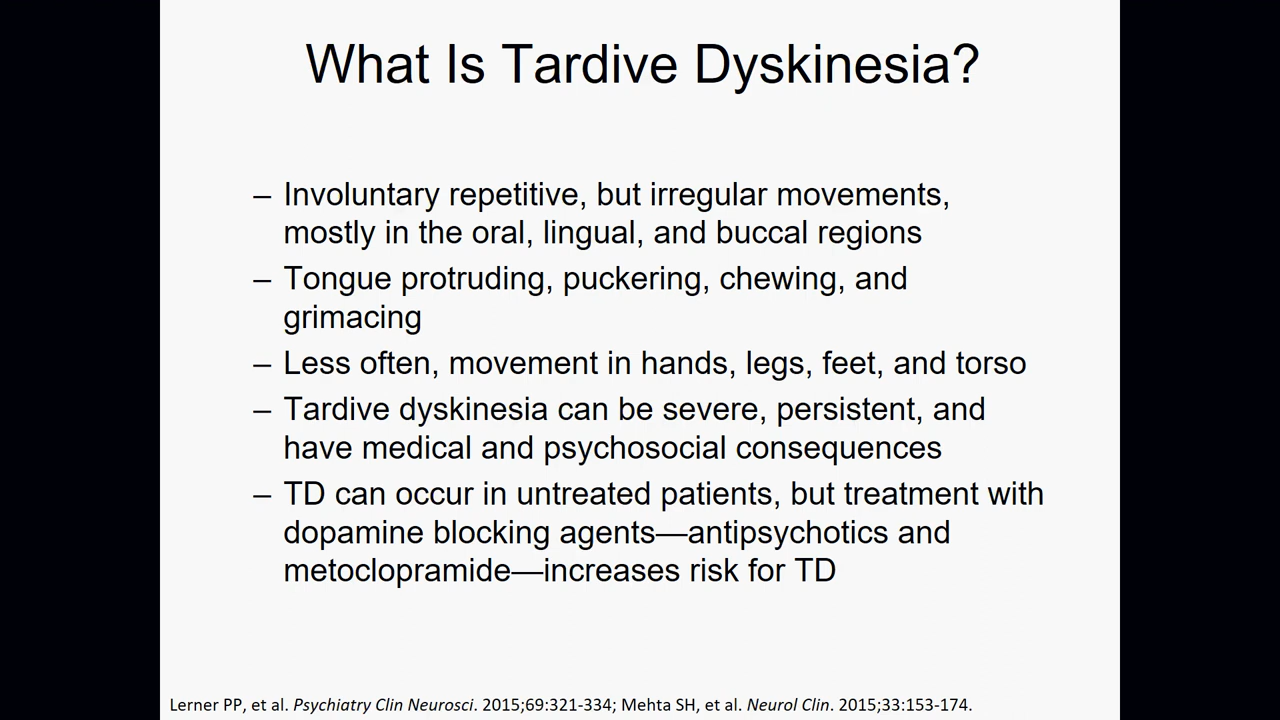 What Is Tardive Dyskinesia?
– Involuntary repetitive, but irregular movements,
mostly in the oral, lingual, and buccal regions
– Tongue protruding, puckering, chewing, and
grimacing
– Less often, movement in hands, legs, feet, and torso
– Tardive dyskinesia can be severe, persistent, and
have medical and psychosocial consequences
– TD can occur in untreated patients, but treatment with
dopamine blocking agents—antipsychotics and
metoclopramide—increases risk for TD
Lerner PP, et al. Psychiatry Clin Neurosci. 2015;69:321-334; Mehta SH, et al. Neurol Clin. 2015;33:153-174.